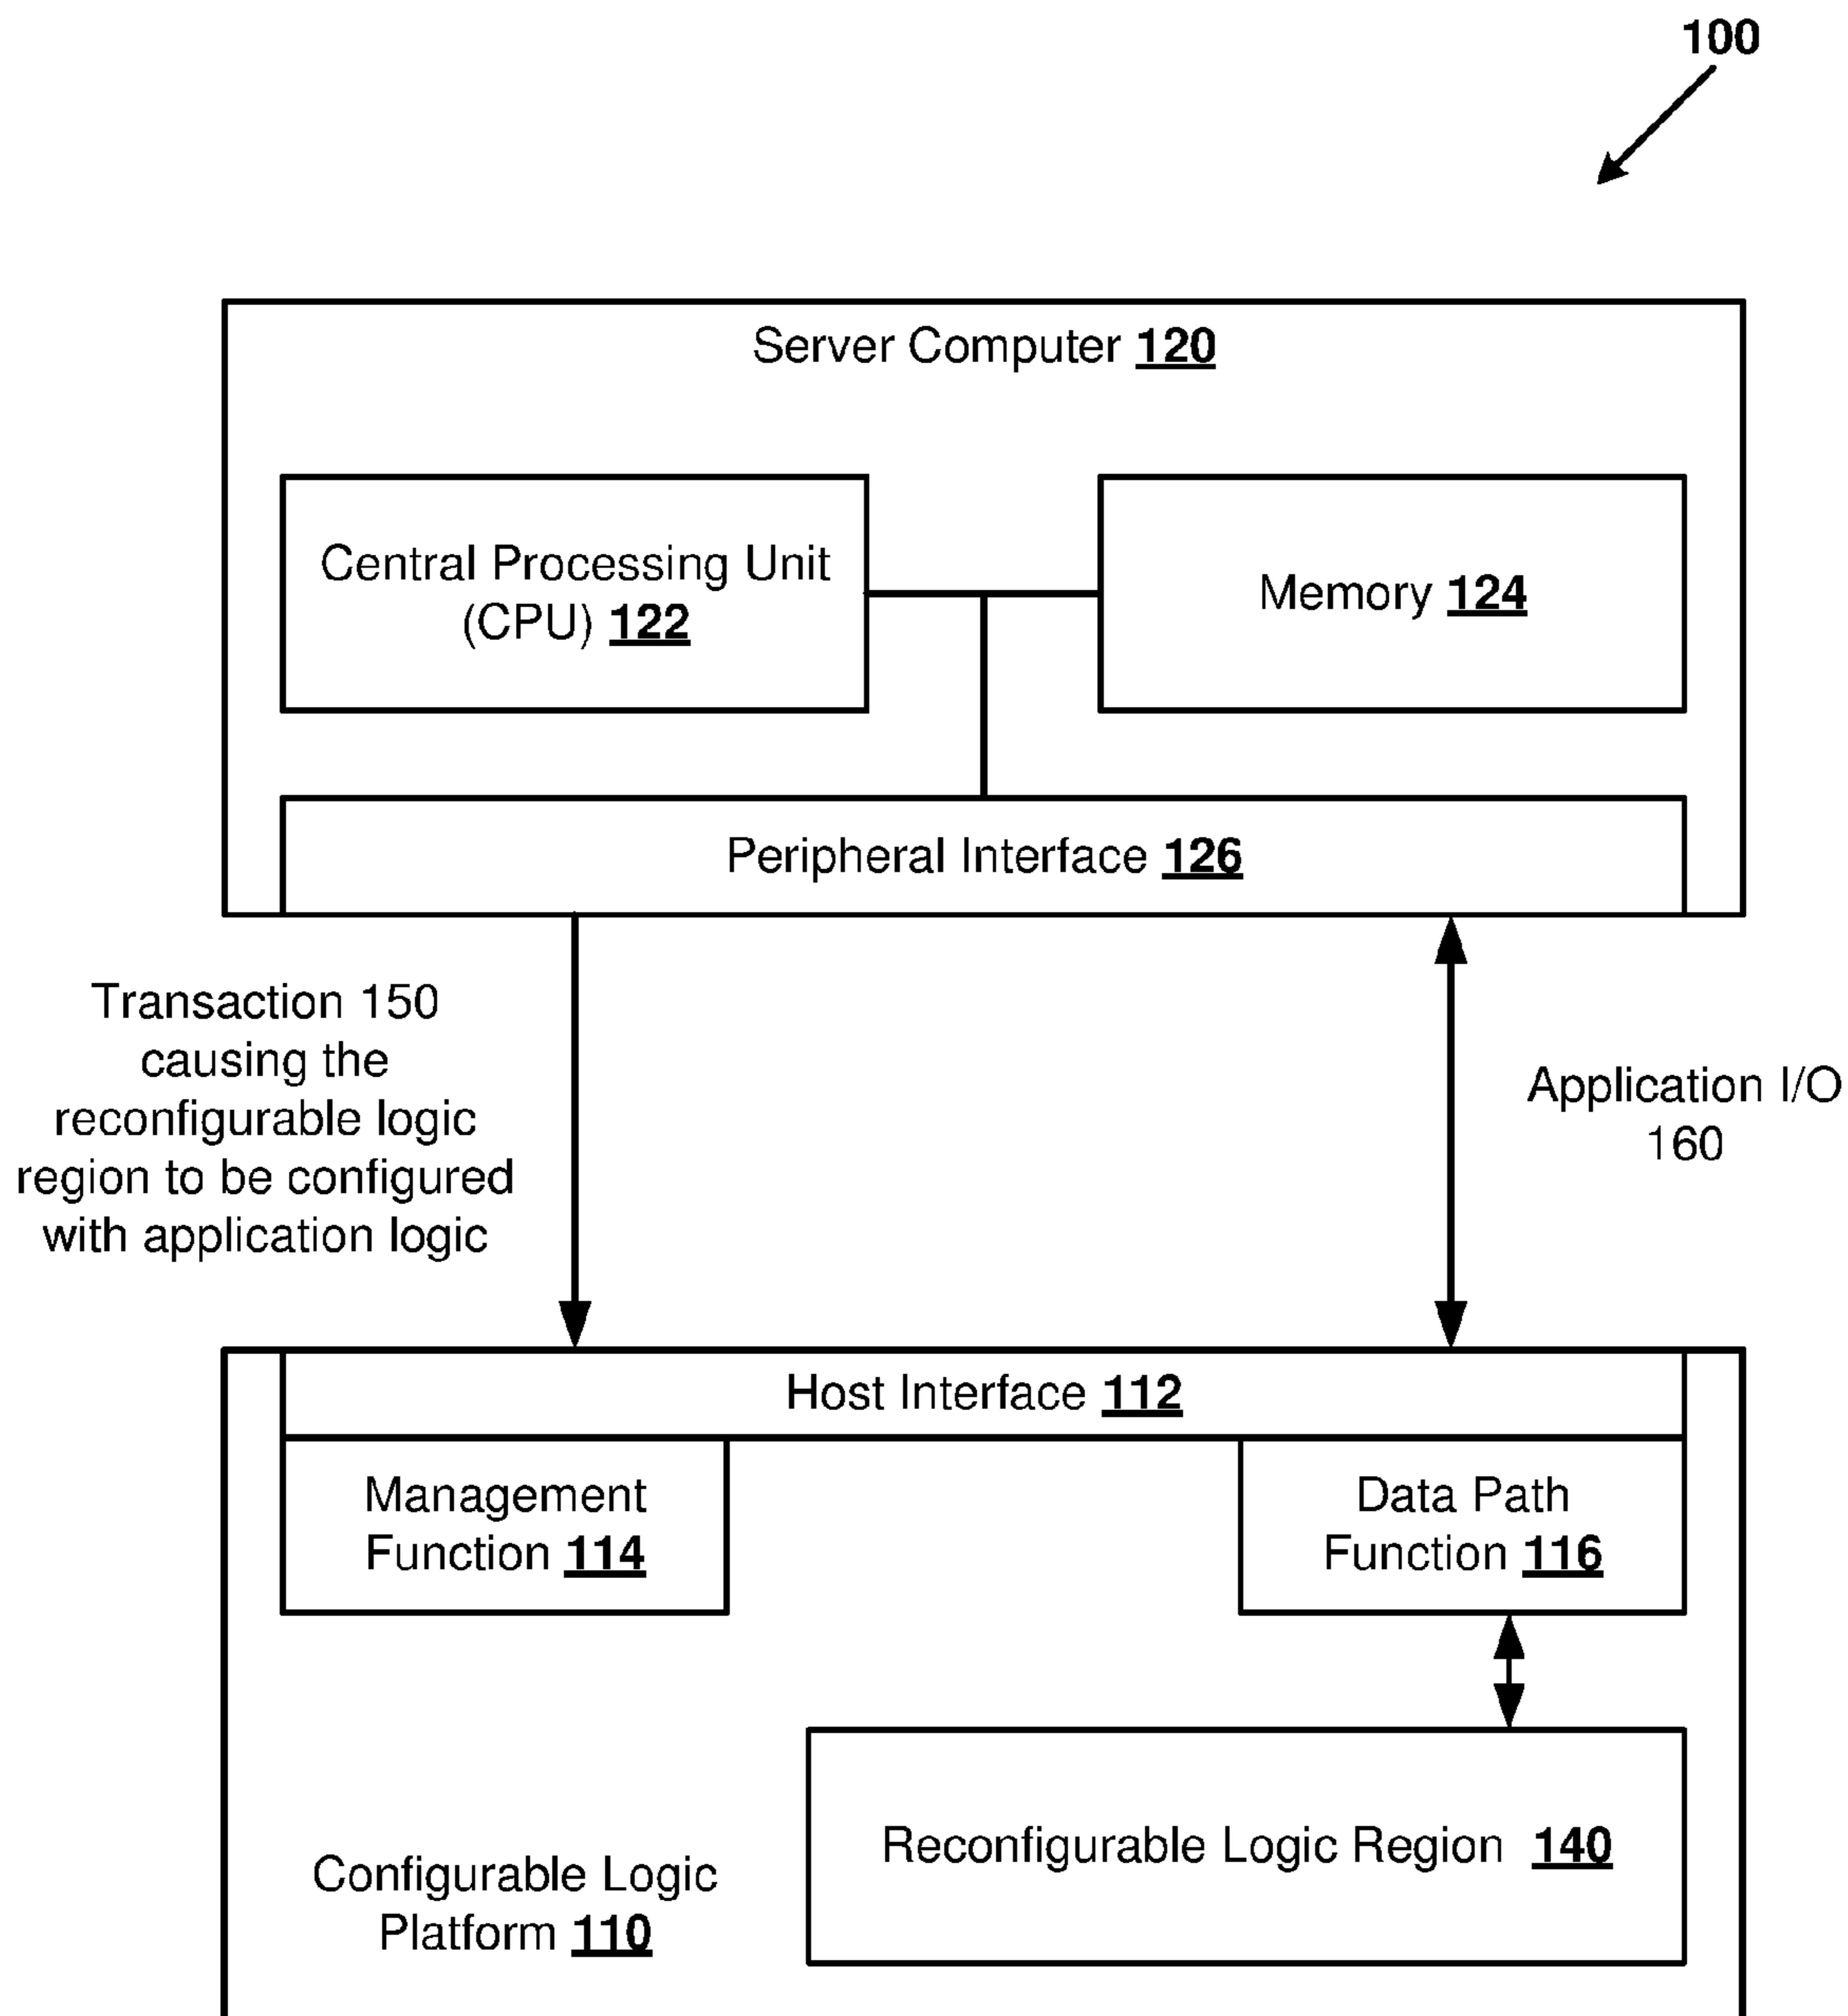 100
Server Computer 120
Central Processing Unit
(CPU) 122
Memory 124
Peripheral Interface 126
Transaction 150
causing the
reconfigurable logic
region to be configured
with application logic
Application I/O
160
Host Interface 112
Management
Function 114
Data Path
Function 116
Reconfigurable Logic Region 140
Configurable Logic
Platform 110